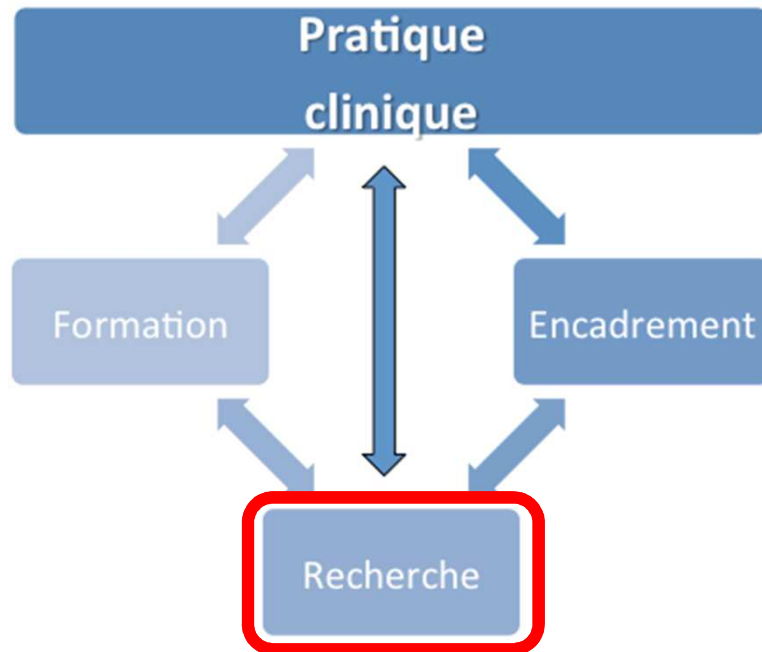 Pratique
clinique
Formation
Encadrement
Recherche